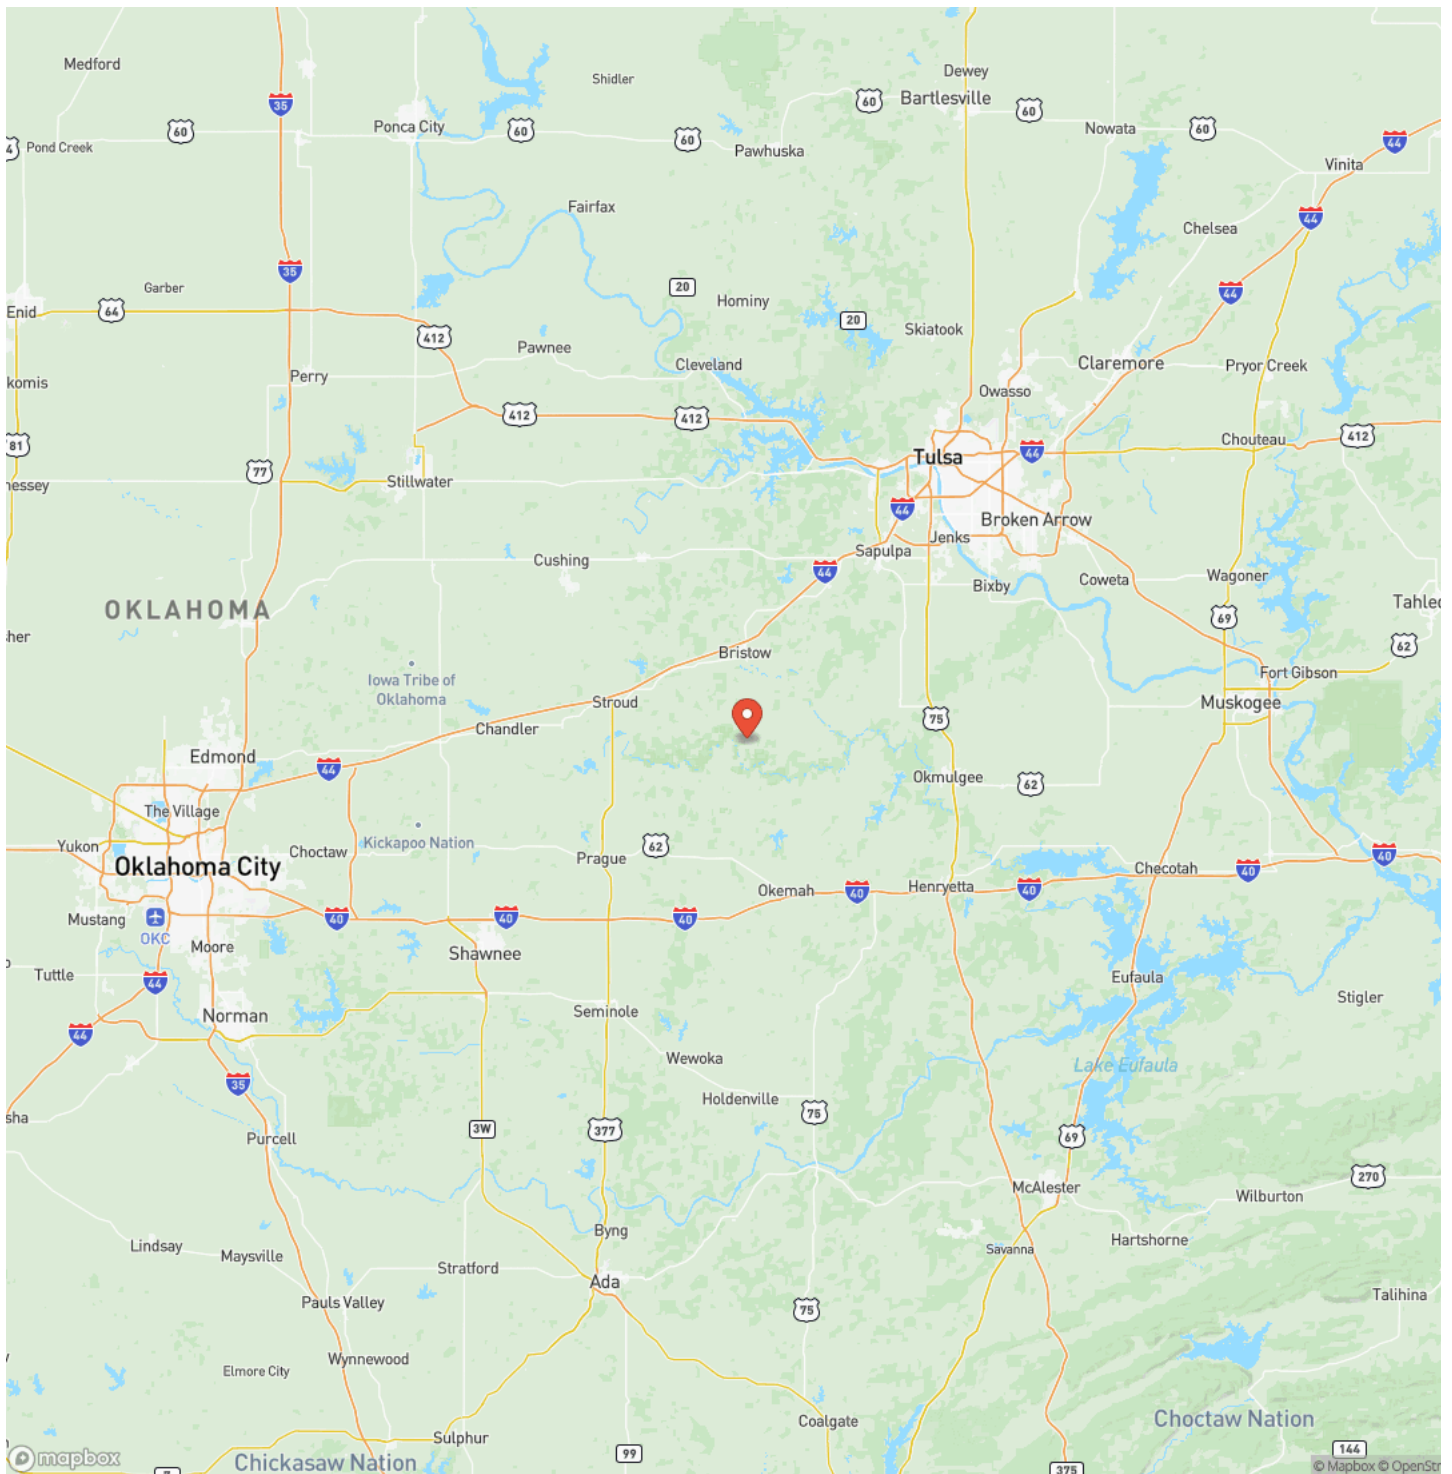 Medford
Shidler
Dewey
Bartlesville
35
60
60
60
60
60
60
Ponca City
Nowata
44
Pond Creek
Pawhuska
Vinita
Fairfax
44
Chelsea
35
Garber
20
Hominy
44
Enid
64
412
20
Skiatook
Pawnee
Cleveland
Claremore
Pryor Creek
komis
Perry
Owasso
412
412
412
81
Chouteau
77
Tulsa
44
nessey
Stillwater
44
Broken Arrow
Jenks
Sapulpa
Cushing
44
Bixby
Coweta
Wagoner
OKLAHOMA
69
Tahlec
sher
62
Bristow
Iowa Tribe of
Oklahoma
Fort Gibson
Stroud
Muskogee
75
Chandler
Edmond
44
Okmulgee
62
The Village
Kickapoo Nation
62
Yukon
Choctaw
Prague
40
Oklahoma City
Checotah
40
Okemah
40
Henryetta
40
Mustang
40
40
40
OKC
Moore
Shawnee
Tuttle
44
Eufaula
Stigler
Norman
Seminole
44
Wewoka
Lake Eufaula
35
Holdenville
75
sha
3W
377
69
Purcell
270
McAlester
Wilburton
Byng
Lindsay
Maysville
Savanna
Hartshorne
Stratford
Ada
Pauls Valley
75
Talihina
Wynnewood
Elmore City
Coalgate
Choctaw Nation
Sulphur
99
144
mapbox
Chickasaw Nation
375
© Mapbox © OpenStr